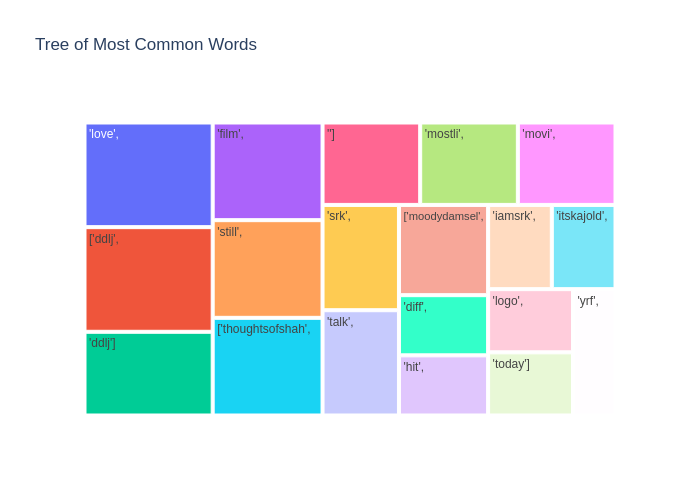 Tree of Most Common Words
'love',
'film',
'']
'mostli',
'movi',
['ddlj',
'still',
'srk',
['moodydamsel',
'iamsrk',
'itskajold',
'ddlj']
['thoughtsofshah',
'talk',
'diff',
'logo',
'yrf',
'hit',
'today']